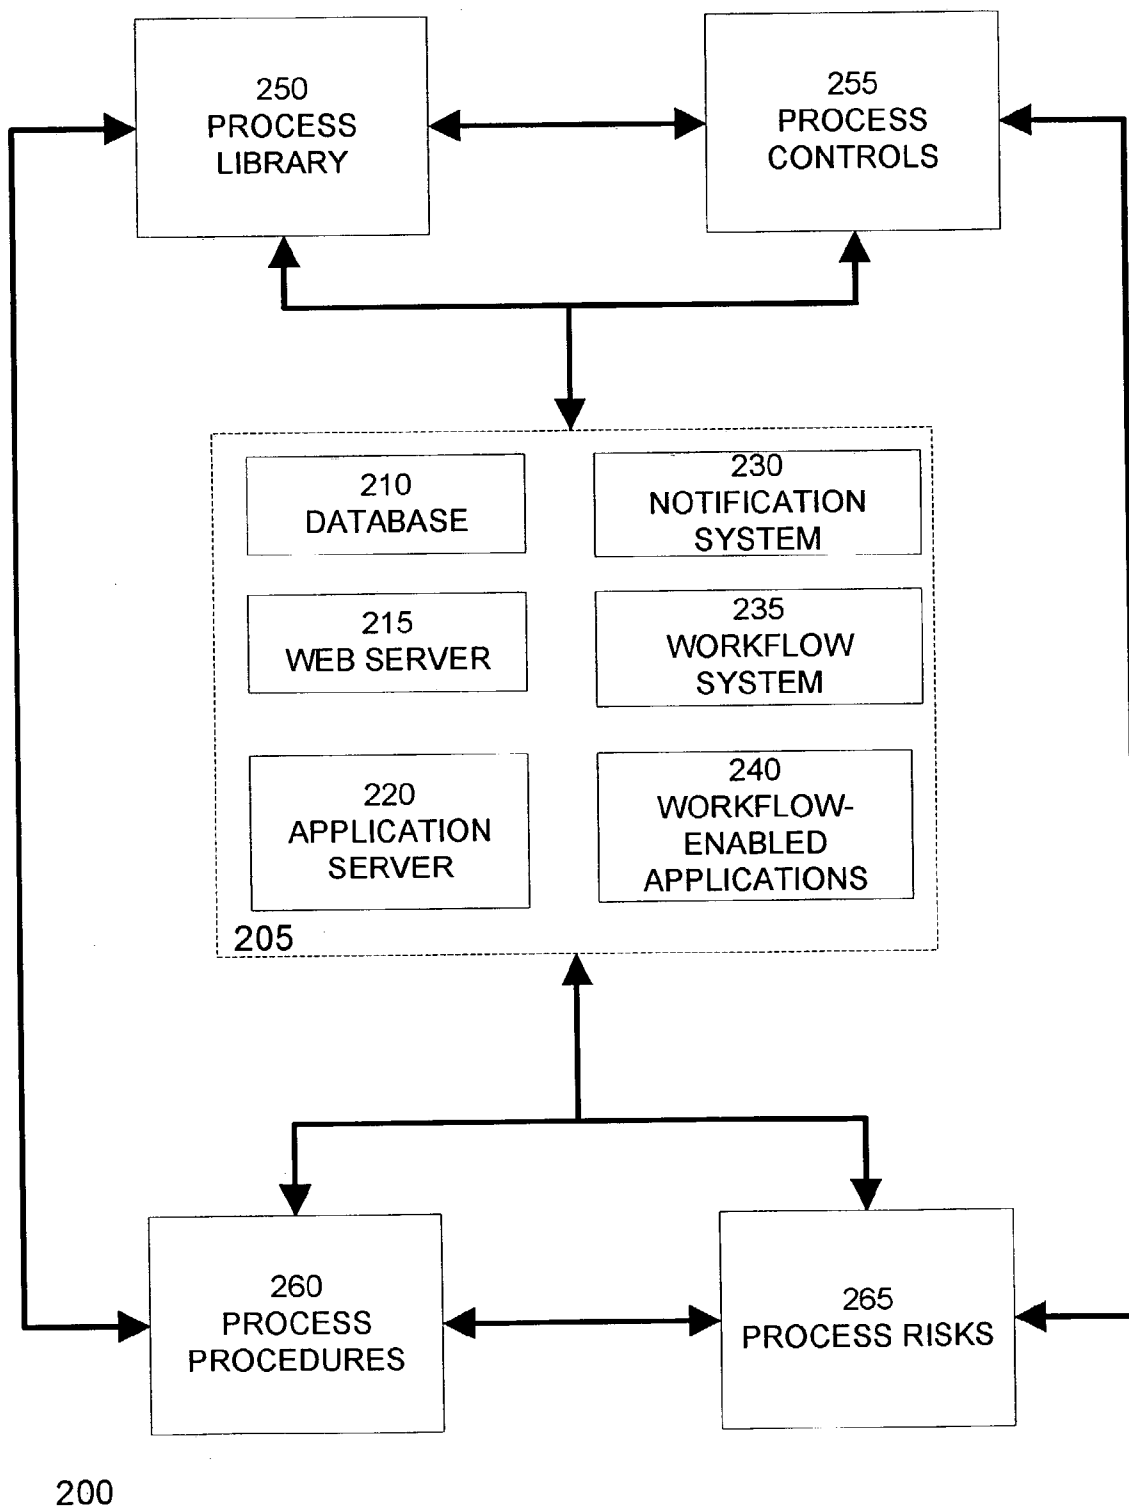 250
PROCESS
LIBRARY
255
PROCESS
CONTROLS
210
DATABASE
230
NOTIFICATION
SYSTEM
215
WEB SERVER
235
WORKFLOW
SYSTEM
220
APPLICATION
SERVER
240
WORKFLOW-
ENABLED
APPLICATIONS
205
260
PROCESS
PROCEDURES
265
PROCESS RISKS
200